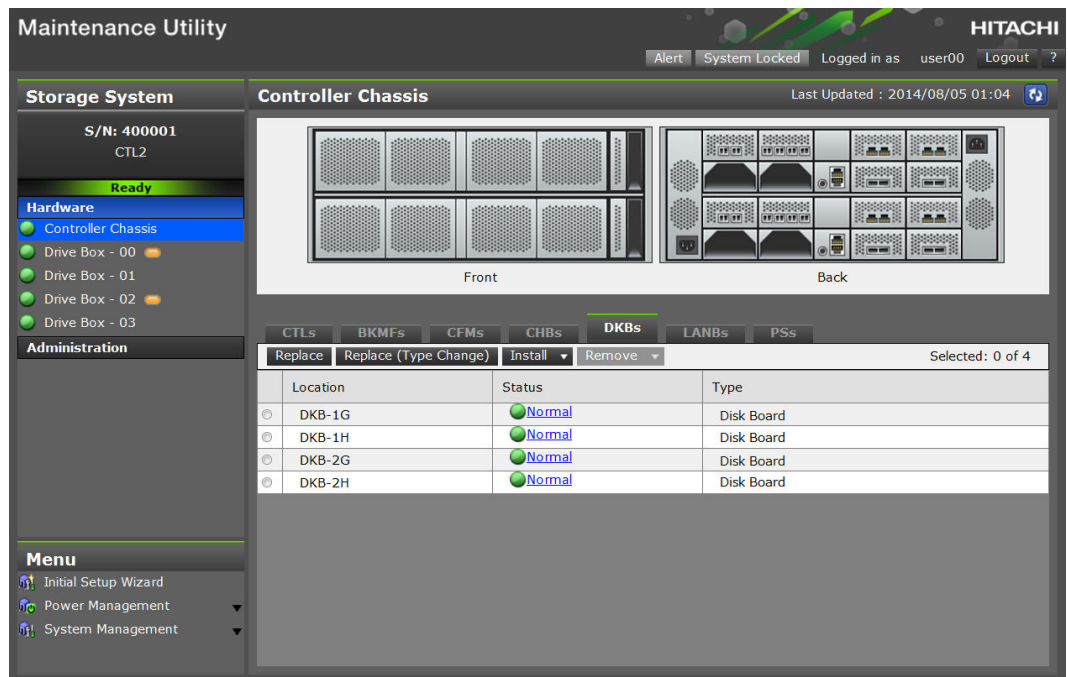 Maintenance Utility
HITACHI
Alert System Locked Logged in as user00 Logout ?
Storage System
S/N: 400001
CTL2
Ready
Hardware
Controller Chassis
Drive Box - 00
Drive Box - 01
Drive Box - 02
Drive Box - 03
Administration
Menu
Initial Setup Wizard
Power Management
System Management
Controller Chassis Last Updated : 2014/08/05 01:04
Front Back
CTLs BKMFs CFMs CHBs DKBs LANBs PSs
Replace Replace (Type Change) Install Remove Selected: 0 of 4
Location Status Type
DKB-1G Normal Disk Board
DKB-1H Normal Disk Board
DKB-2G Normal Disk Board
DKB-2H Normal Disk Board